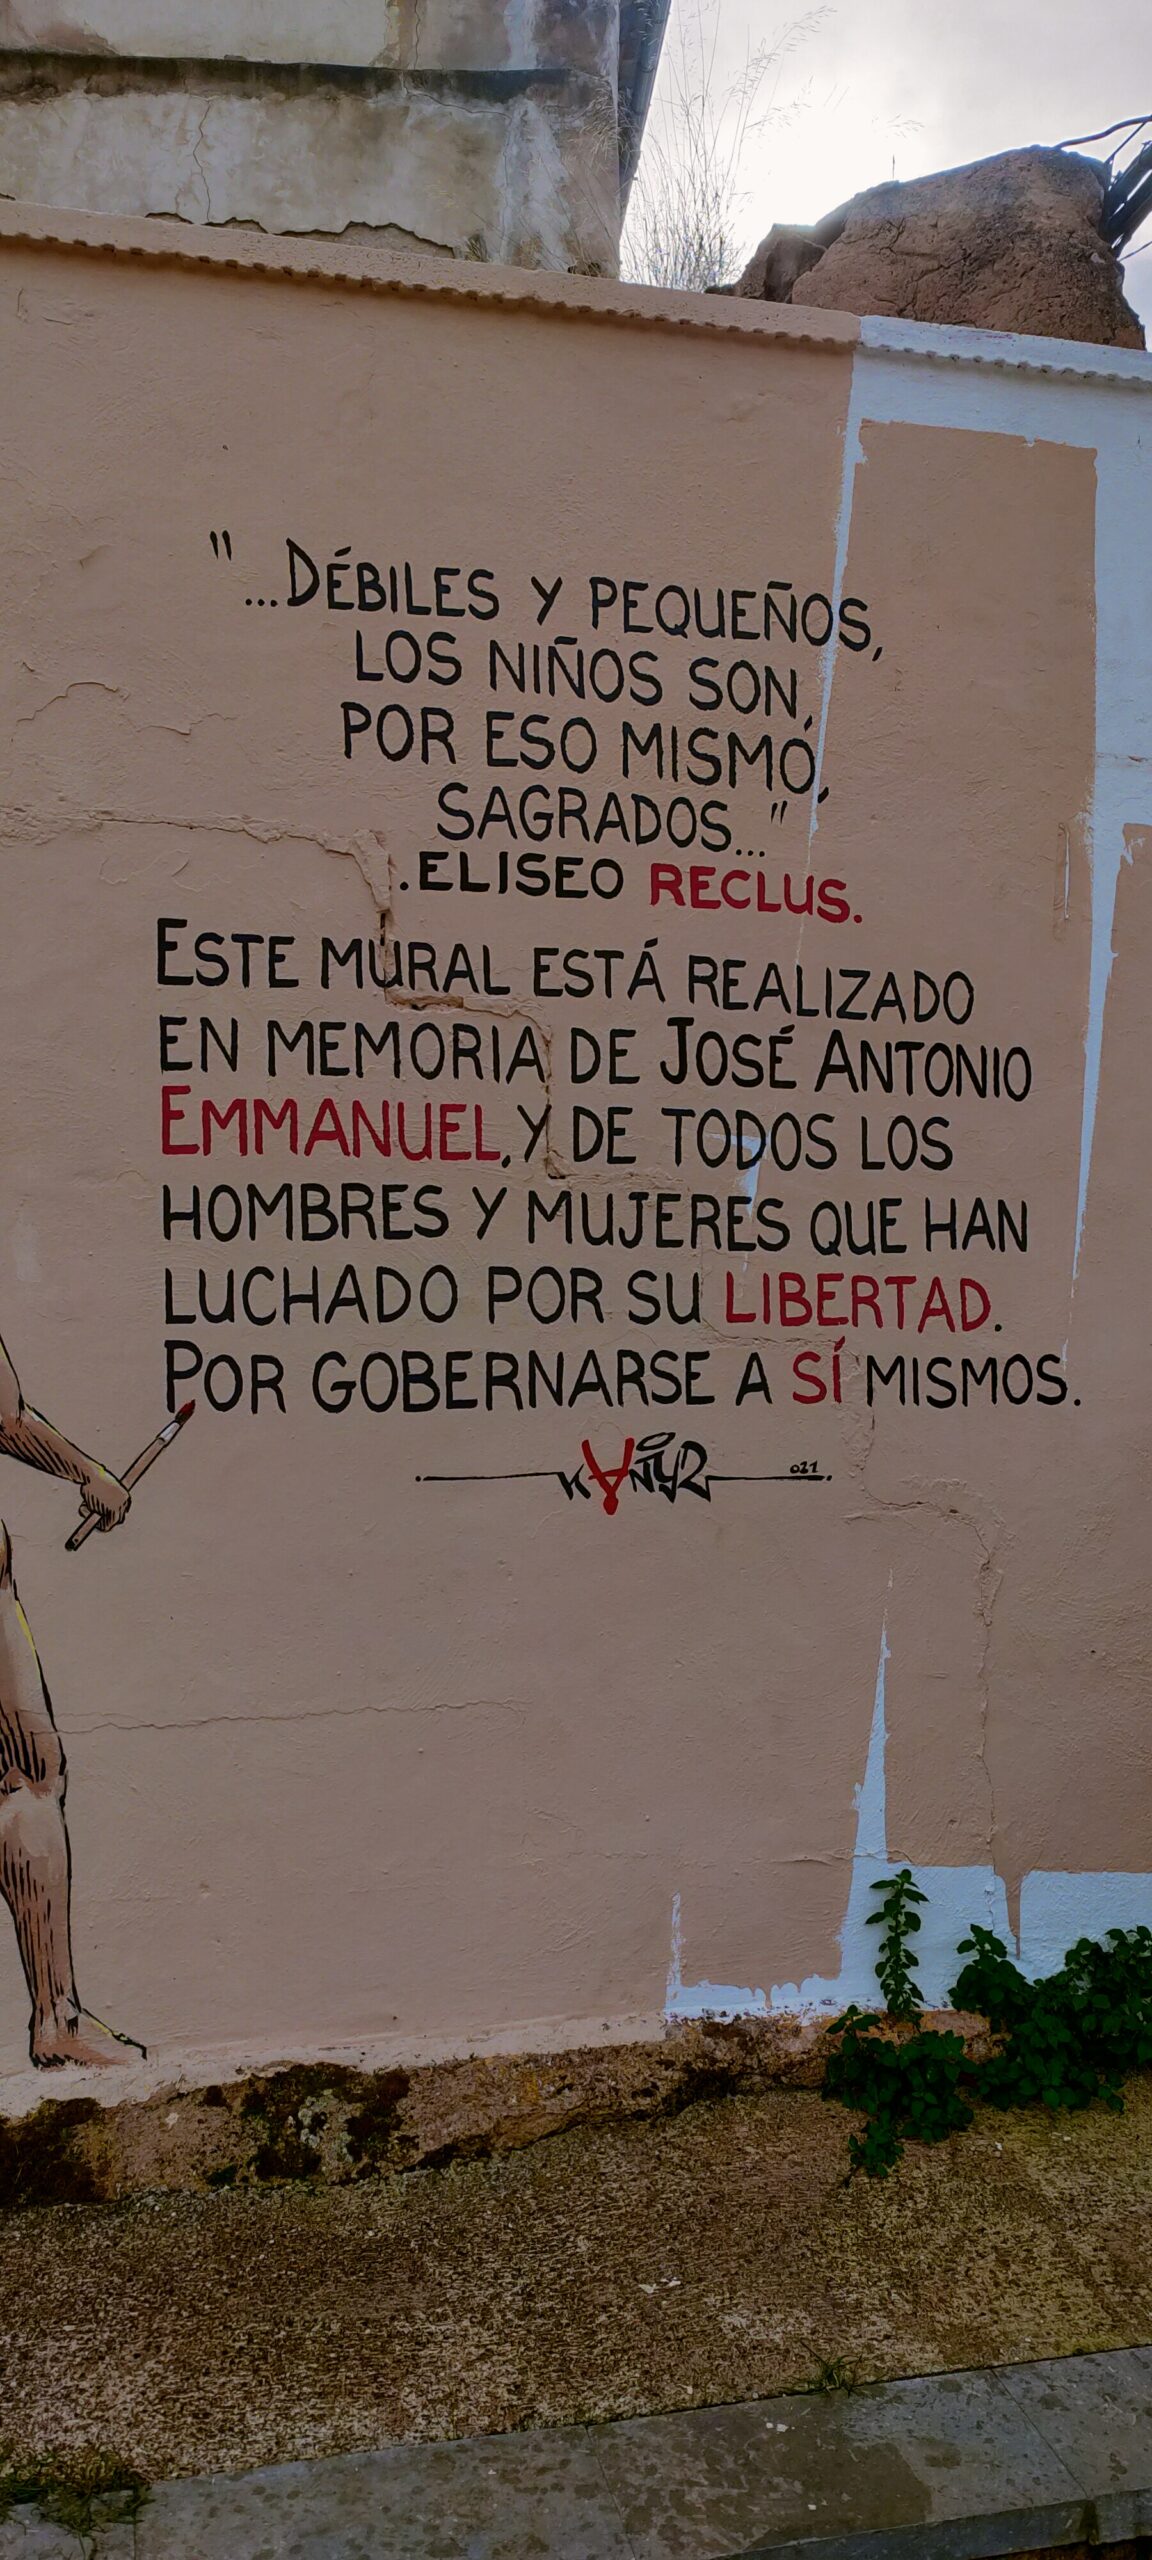 "...DÉBILES Y PEQUEÑOS,
LOS NIÑOS SON,
POR ESO MISMO,
SAGRADOS..."
.ELISEO RECLUS.
ESTE MURAL ESTÁ REALIZADO
EN MEMORIA DE JOSÉ ANTONIO
EMMANUEL, Y DE TODOS LOS
HOMBRES Y MUJERES QUE HAN
LUCHADO POR SU LIBERTAD.
POR GOBERNARSE A SÍ MISMOS.
021